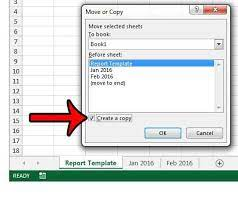 Move or Copy
Move selected sheets
To book:
Book1
Before sheet:
Report Template
Jan 2016
Feb 2016
(move to end)
Create a copy
OK
Cancel
3
4
5
6
7
8
9
10
11
12
13
14
15
16
17
18
Report Template
Jan 2016
Feb 2016
READY